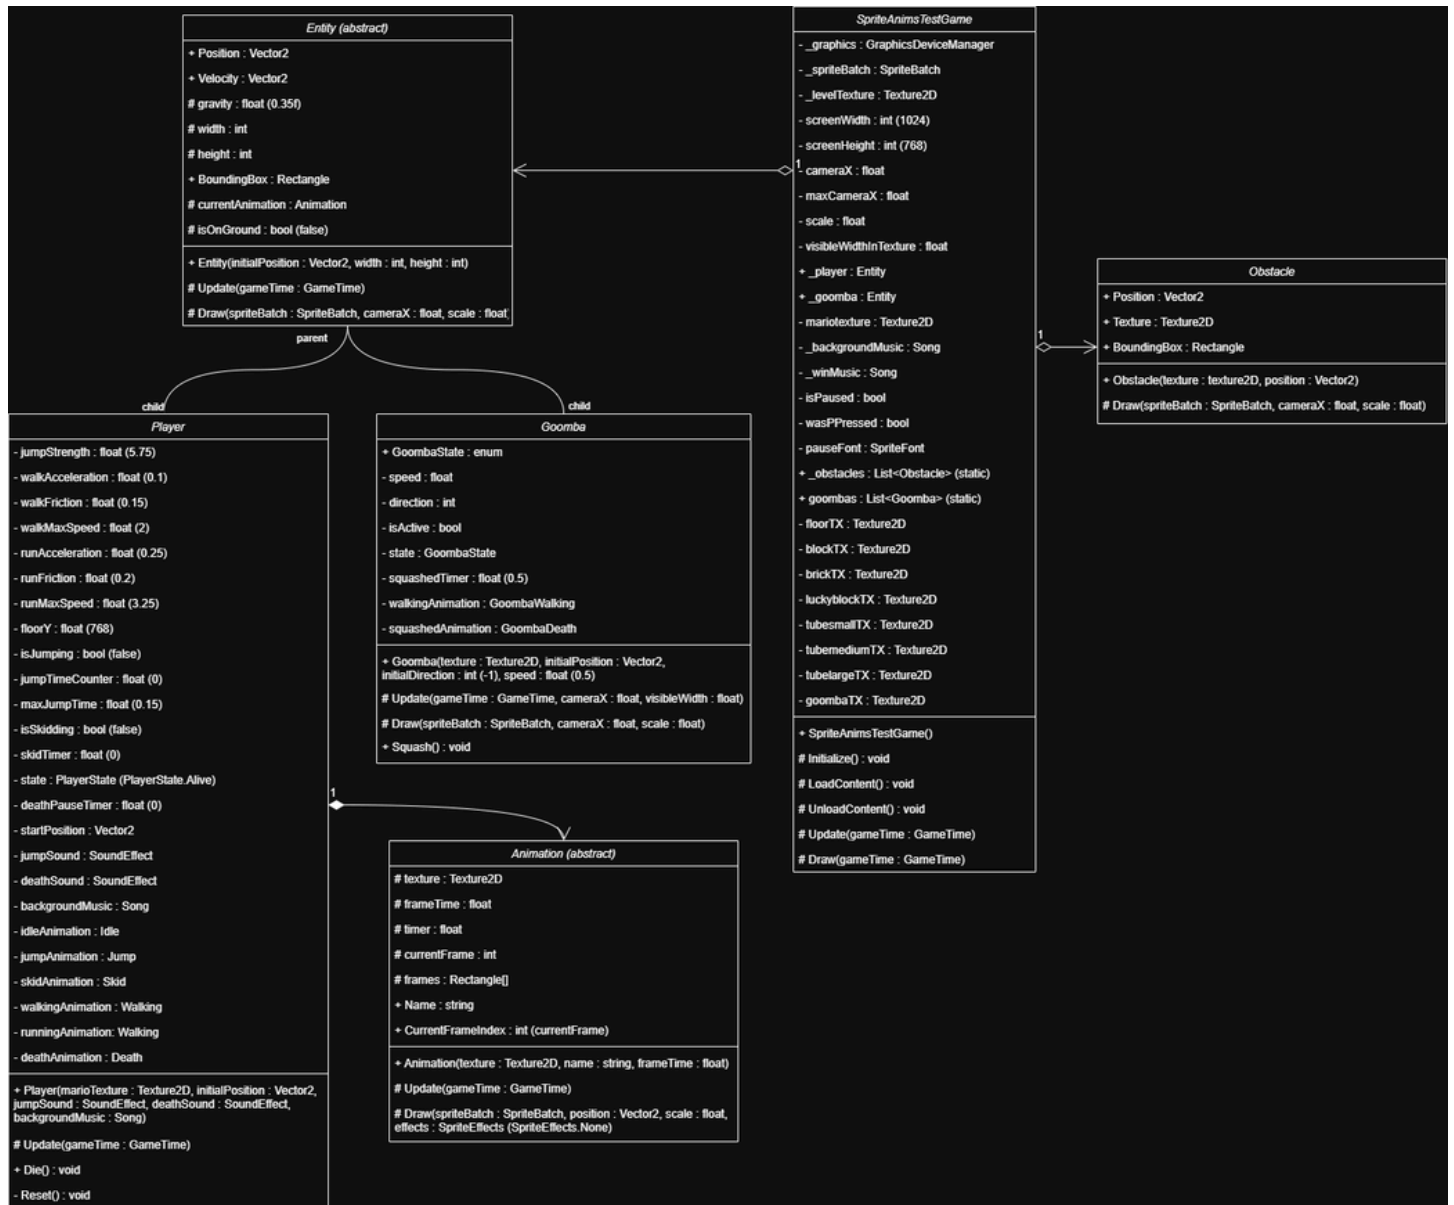 Entity (abstract)
+ Position : Vector2
+ Velocity : Vector2
# gravity : float (0.35f)
# width : int
# height : int
+ BoundingBox : Rectangle
# currentAnimation : Animation
# isOnGround : bool (false)
+ Entity(initialPosition : Vector2, width : int, height : int)
# Update(gameTime : GameTime)
# Draw(spriteBatch : SpriteBatch, cameraX : float, scale : float)
parent
child
child
Player
- jumpStrength : float (5.75)
- walkAcceleration : float (0.1)
- walkFriction : float (0.15)
- walkMaxSpeed : float (2)
- runAcceleration : float (0.25)
- runFriction : float (0.2)
- runMaxSpeed : float (3.25)
- floorY : float (768)
- isJumping : bool (false)
- jumpTimeCounter : float (0)
- maxJumpTime : float (0.15)
- isSkidding : bool (false)
- skidTimer : float (0)
- state : PlayerState (PlayerState.Alive)
- deathPauseTimer : float (0)
- startPosition : Vector2
- jumpSound : SoundEffect
- deathSound : SoundEffect
- backgroundMusic : Song
- idleAnimation : Idle
- jumpAnimation : Jump
- skidAnimation : Skid
- walkingAnimation : Walking
- runningAnimation: Walking
- deathAnimation : Death
+ Player(marioTexture : Texture2D, initialPosition : Vector2,
jumpSound : SoundEffect, deathSound : SoundEffect,
backgroundMusic : Song)
# Update(gameTime : GameTime)
+ Die() : void
- Reset() : void
1
Goomba
+ GoombaState : enum
- speed : float
- direction : int
- isActive : bool
- state : GoombaState
- squashedTimer : float (0.5)
- walkingAnimation : GoombaWalking
- squashedAnimation : GoombaDeath
+ Goomba(texture : Texture2D, initialPosition : Vector2,
initialDirection : int (-1), speed : float (0.5)
# Update(gameTime : GameTime, cameraX : float, visibleWidth : float)
# Draw(spriteBatch : SpriteBatch, cameraX : float, scale : float)
+ Squash() : void
Animation (abstract)
# texture : Texture2D
# frameTime : float
# timer : float
# currentFrame : int
# frames : Rectangle[]
+ Name : string
+ CurrentFrameIndex : int (currentFrame)
+ Animation(texture : Texture2D, name : string, frameTime : float)
# Update(gameTime : GameTime)
# Draw(spriteBatch : SpriteBatch, position : Vector2, scale : float,
effects : SpriteEffects (SpriteEffects.None)
SpriteAnimsTestGame
- _graphics : GraphicsDeviceManager
- _spriteBatch : SpriteBatch
- _levelTexture : Texture2D
- screenWidth : int (1024)
- screenHeight : int (768)
1
- cameraX : float
- maxCameraX : float
- scale : float
- visibleWidthInTexture : float
+ _player : Entity
+ _goomba : Entity
- mariotexture : Texture2D
- _backgroundMusic : Song
- _winMusic : Song
- isPaused : bool
- wasPPressed : bool
- pauseFont : SpriteFont
+ _obstacles : List<Obstacle> (static)
+ goombas : List<Goomba> (static)
- floorTX : Texture2D
- blockTX : Texture2D
- brickTX : Texture2D
- luckyblockTX : Texture2D
- tubesmallTX : Texture2D
- tubemediumTX : Texture2D
- tubelargeTX : Texture2D
- goombaTX : Texture2D
+ SpriteAnimsTestGame()
# Initialize() : void
# LoadContent() : void
# UnloadContent() : void
# Update(gameTime : GameTime)
# Draw(gameTime : GameTime)
1
Obstacle
+ Position : Vector2
+ Texture : Texture2D
+ BoundingBox : Rectangle
+ Obstacle(texture : texture2D, position : Vector2)
# Draw(spriteBatch : SpriteBatch, cameraX : float, scale : float)